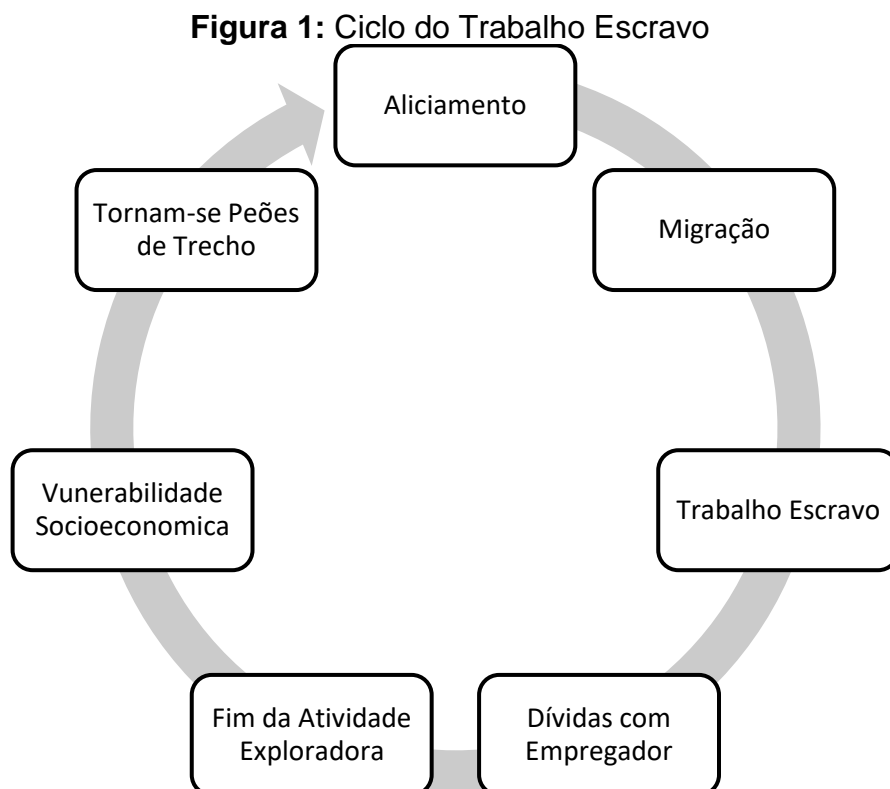 Figura 1: Ciclo do Trabalho Escravo
Aliciamento
Migração
Trabalho Escravo
Dívidas com
Empregador
Fim da Atividade
Exploradora
Vunerabilidade
Socioeconomica
Tornam-se Peões
de Trecho